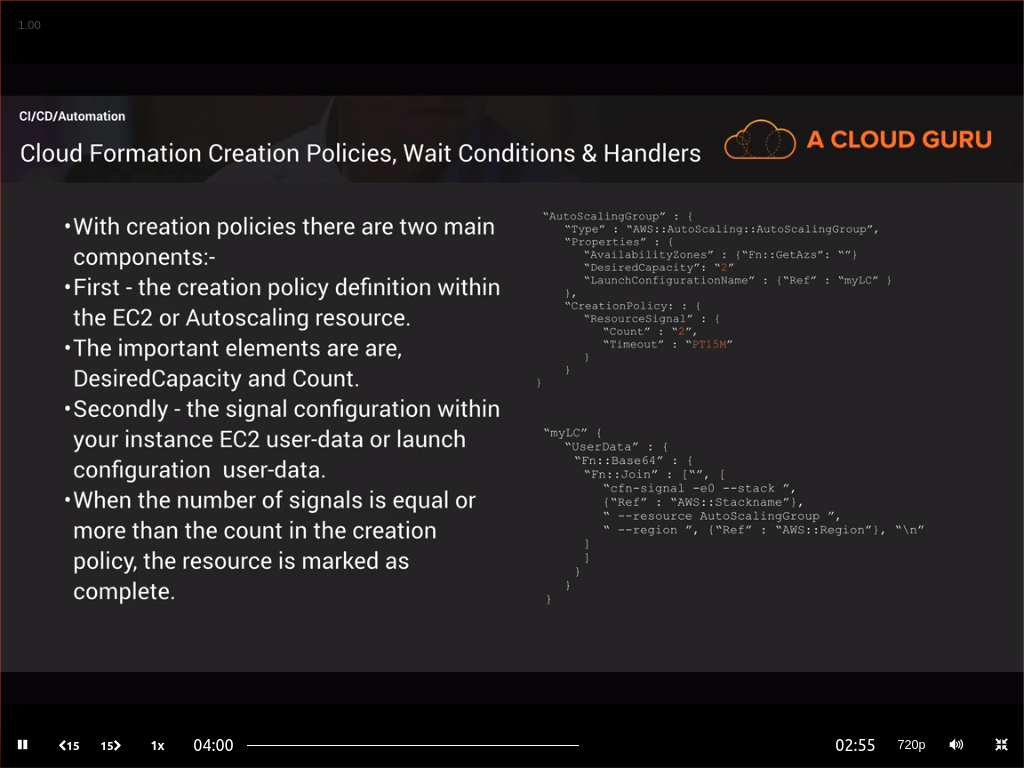 1.00
CI/CD/Automation
Cloud Formation Creation Policies, Wait Conditions & Handlers
A CLOUD GURU
•With creation policies there are two main
components:-
•First - the creation policy definition within
the EC2 or Autoscaling resource.
•The important elements are are,
DesiredCapacity and Count.
•Secondly - the signal configuration within
your instance EC2 user-data or launch
configuration  user-data.
•When the number of signals is equal or
more than the count in the creation
policy, the resource is marked as
complete.
“AutoScalingGroup” : {
“Type” : “AWS::AutoScaling::AutoScalingGroup”,
“Properties” : {
“AvailabilityZones : {“Fn::GetAzs”: “”}
“DesiredCapacity”: “2”
“LaunchConfigurationName” : {“Ref” : “myLC” }
},
“CreationPolicy: : {
“ResourceSignal” : {
“Count” : “2”,
“Timeout” : “PT15M”
}
}
}
“myLC” {
“UserData” : {
“Fn::Base64” : {
“Fn::Join” : [“”, [
“cfn-signal -e0 --stack ”,
{“Ref” : “AWS::Stackname”},
“ --resource AutoScalingGroup ”,
“ --region ”, {“Ref” : “AWS::Region”}, “\n”
]
]
}
}
}
15 15 1x 04:00 02:55 720p